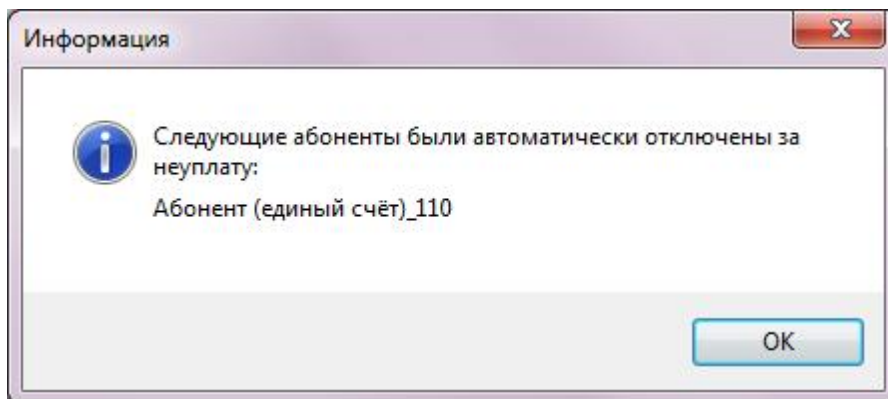 Информация
Следующие абоненты были автоматически отключены за
неуплату:
Абонент (единый счёт)_110
OK